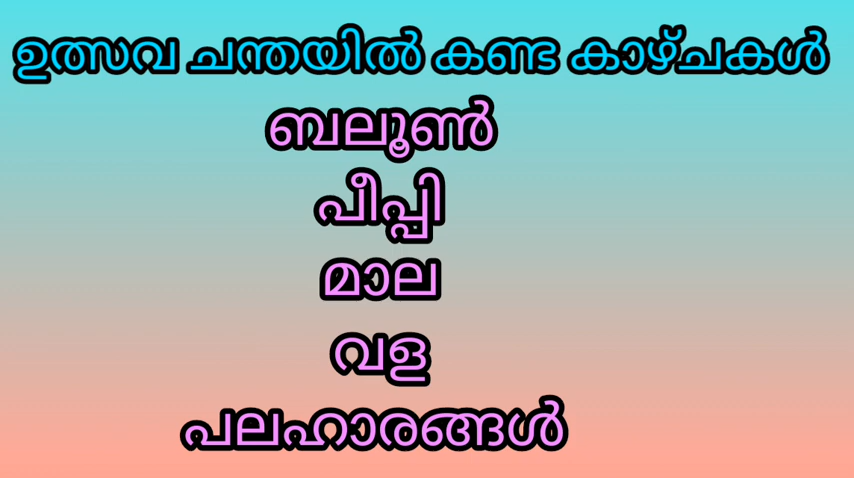 ഉത്സവ ചന്തയിൽ കണ്ട കാഴ്ചകൾ
ബലൂൺ
പീപ്പി
മാല
വള
പലഹാരങ്ങൾ